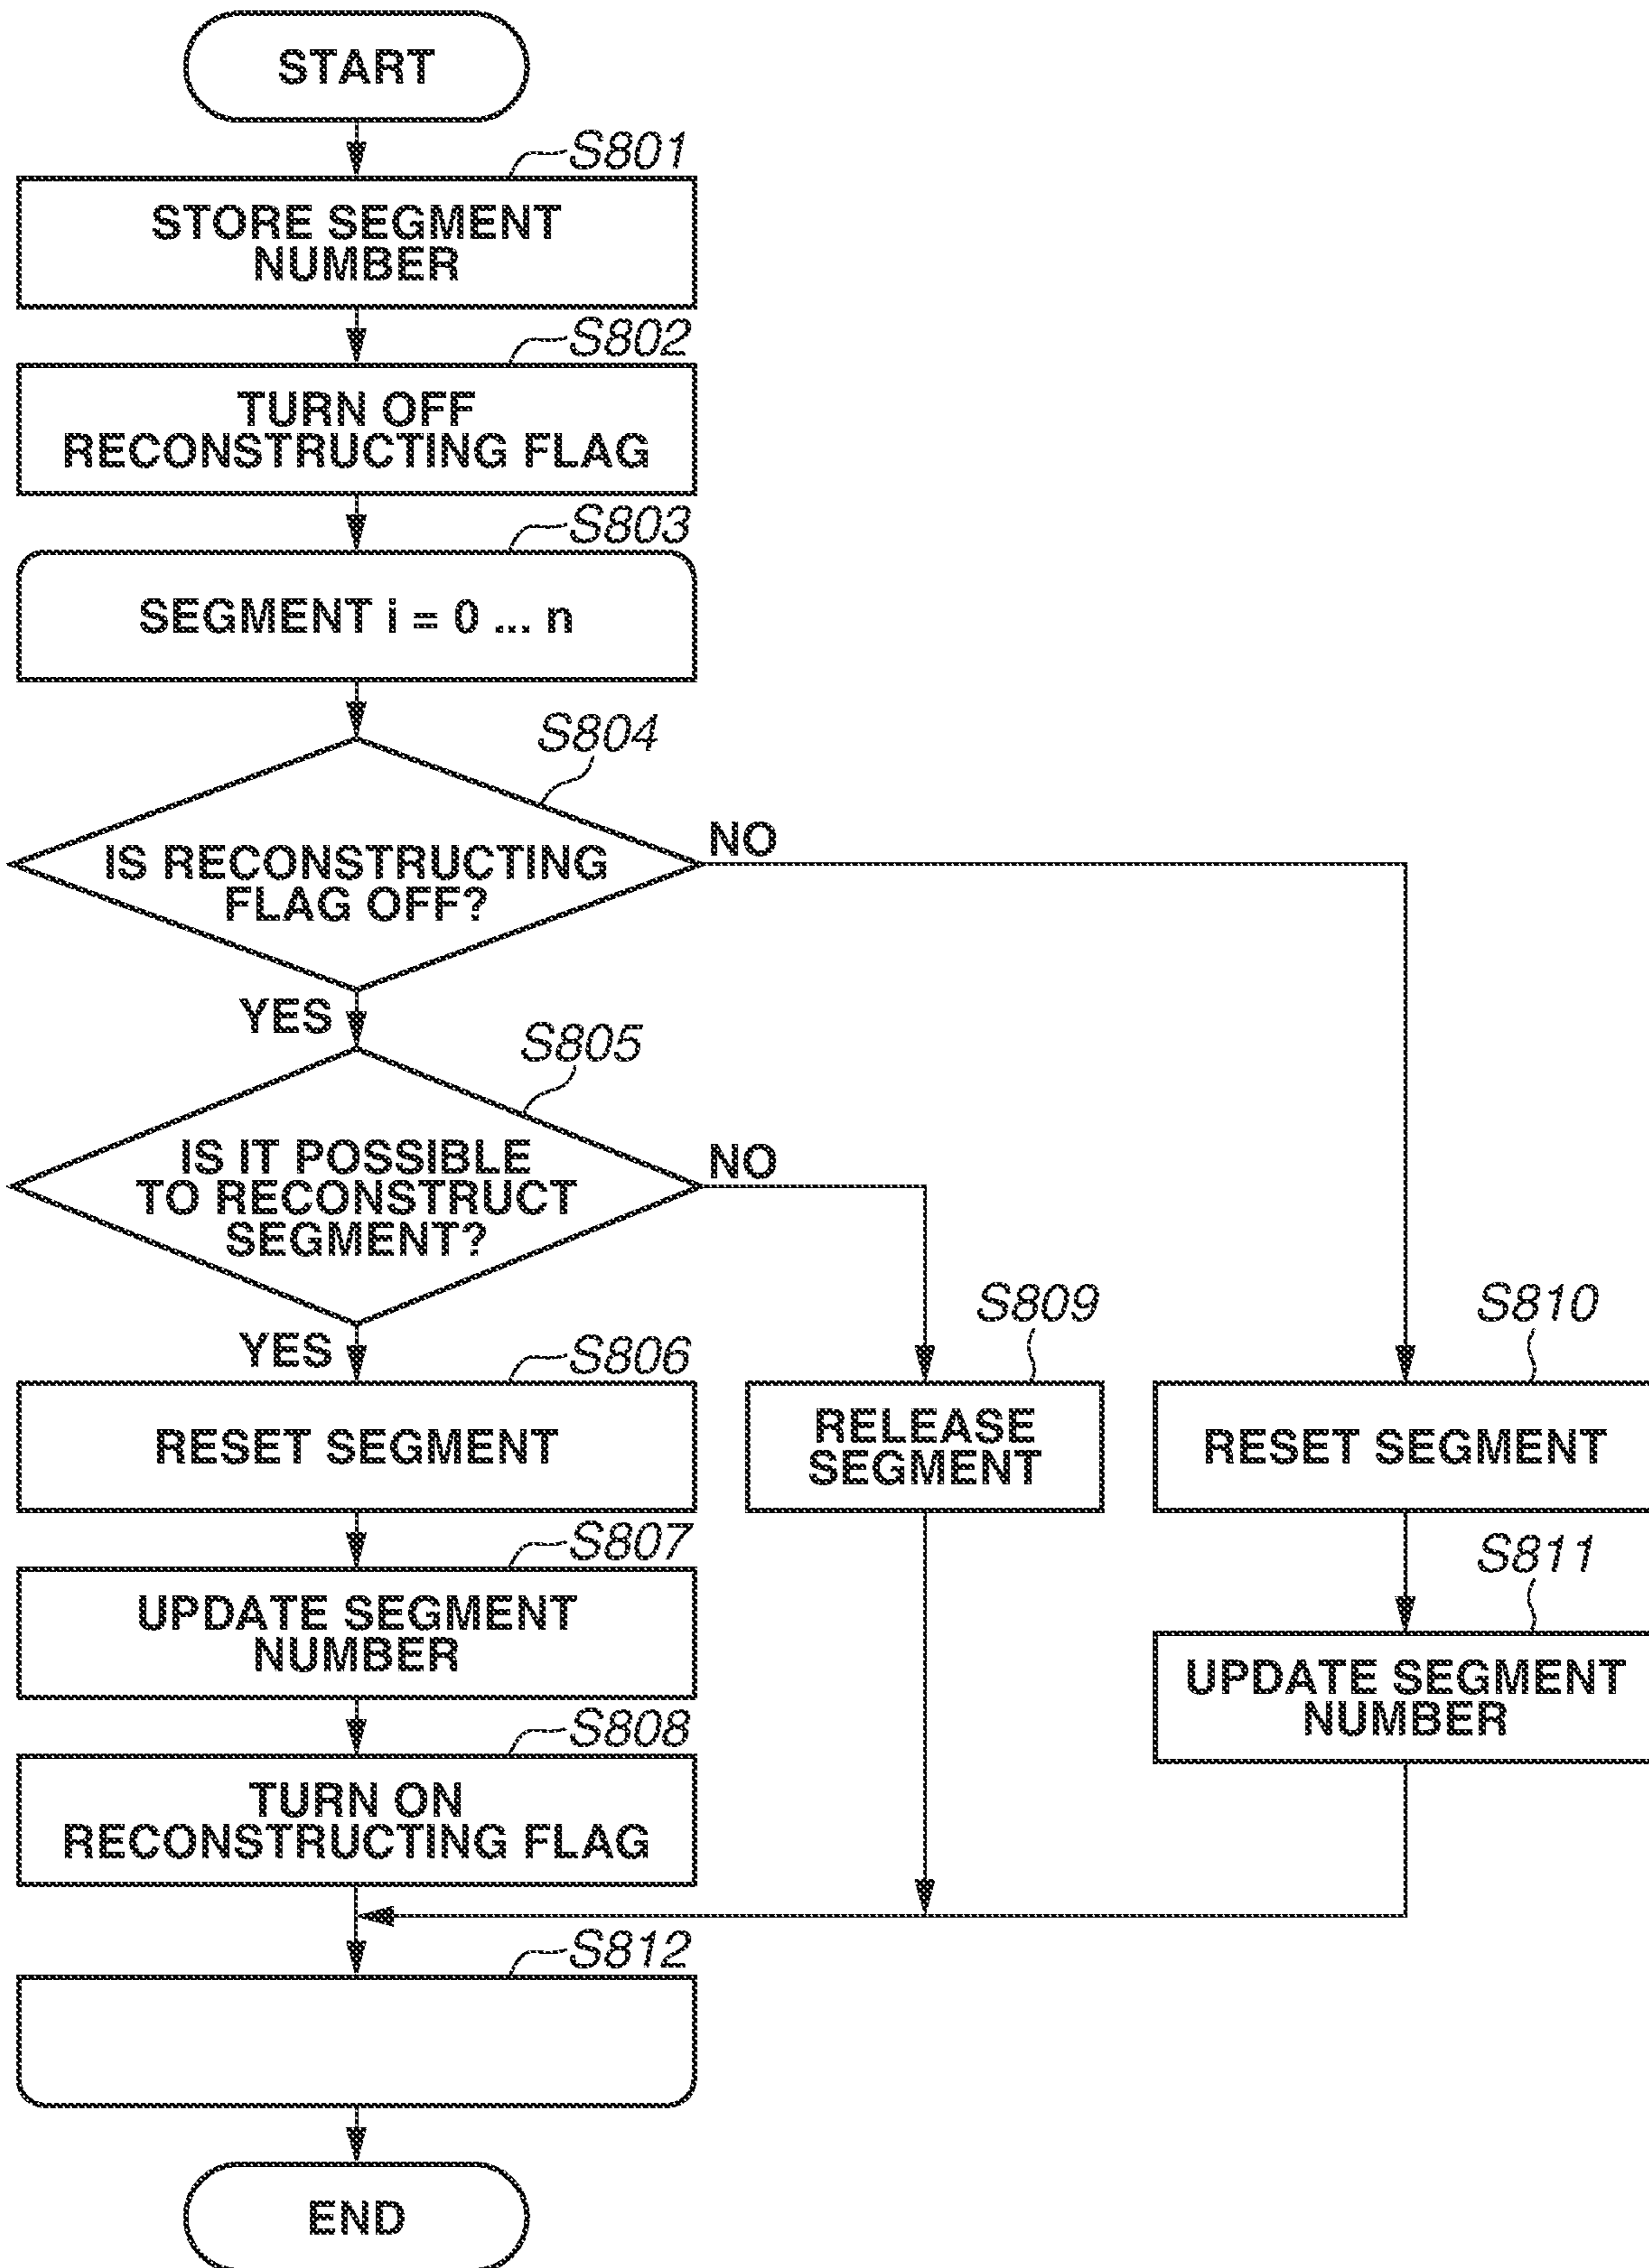 START
S801
STORE SEGMENT
NUMBER
S802
TURN OFF
RECONSTRUCTING FLAG
S803
SEGMENT i = 0 ... n
S804
IS RECONSTRUCTING
FLAG OFF?
NO
YES
S805
IS IT POSSIBLE
TO RECONSTRUCT
SEGMENT?
NO
YES
S806
RESET SEGMENT
S807
UPDATE SEGMENT
NUMBER
S808
TURN ON
RECONSTRUCTING FLAG
S809
RELEASE
SEGMENT
S810
RESET SEGMENT
S811
UPDATE SEGMENT
NUMBER
S812
END